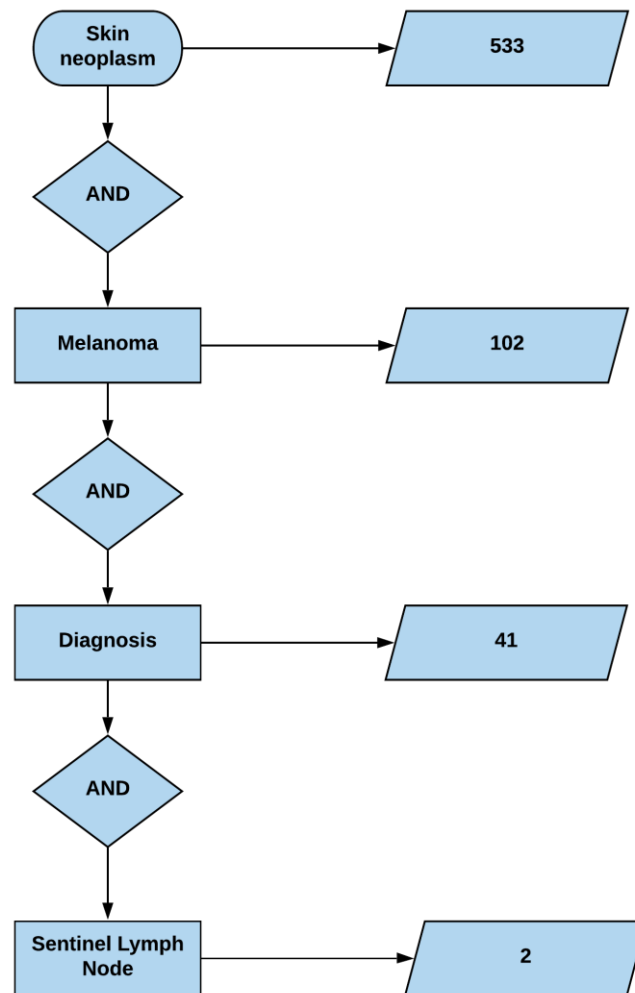 Skin
neoplasm
533
AND
Melanoma
102
AND
Diagnosis
41
AND
Sentinel Lymph
Node
2